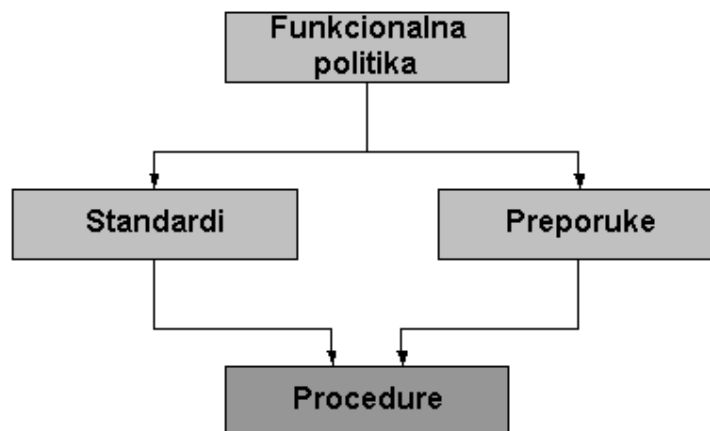 Funkcionalna
politika
Standardi
Preporuke
Procedure